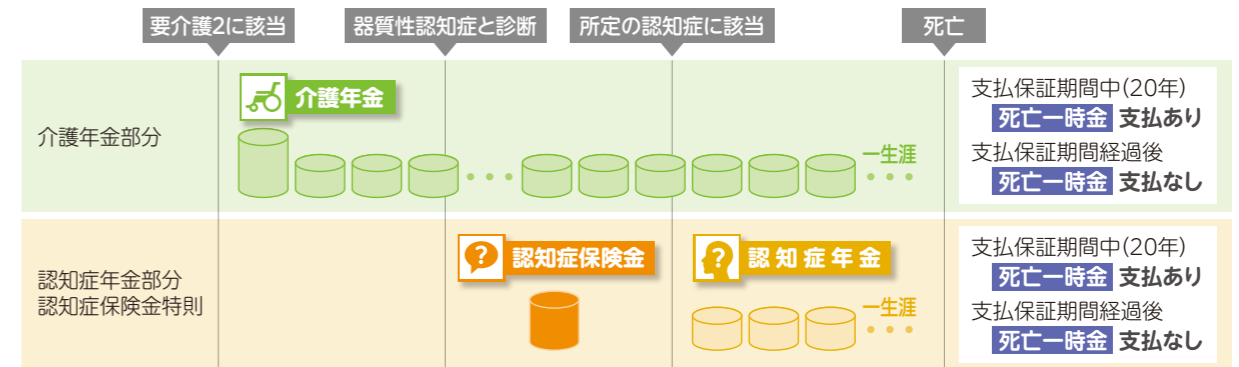 要介護2に該当
器質性認知症と診断
所定の認知症に該当
死亡
介護年金部分
介護年金
・・・
一生涯
・・・
支払保証期間中(20年)
死亡一時金 支払あり
支払保証期間経過後
死亡一時金 支払なし
認知症年金部分
認知症保険金特則
? 認知症保険金
? 認知症年金
一生涯
・・・
支払保証期間中(20年)
死亡一時金 支払あり
支払保証期間経過後
死亡一時金 支払なし